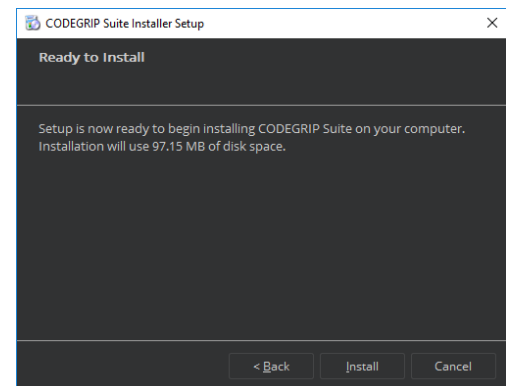 CODEGRIP Suite Installer Setup
Ready to Install
Setup is now ready to begin installing CODEGRIP Suite on your computer.
Installation will use 97.15 MB of disk space.
< Back Install Cancel